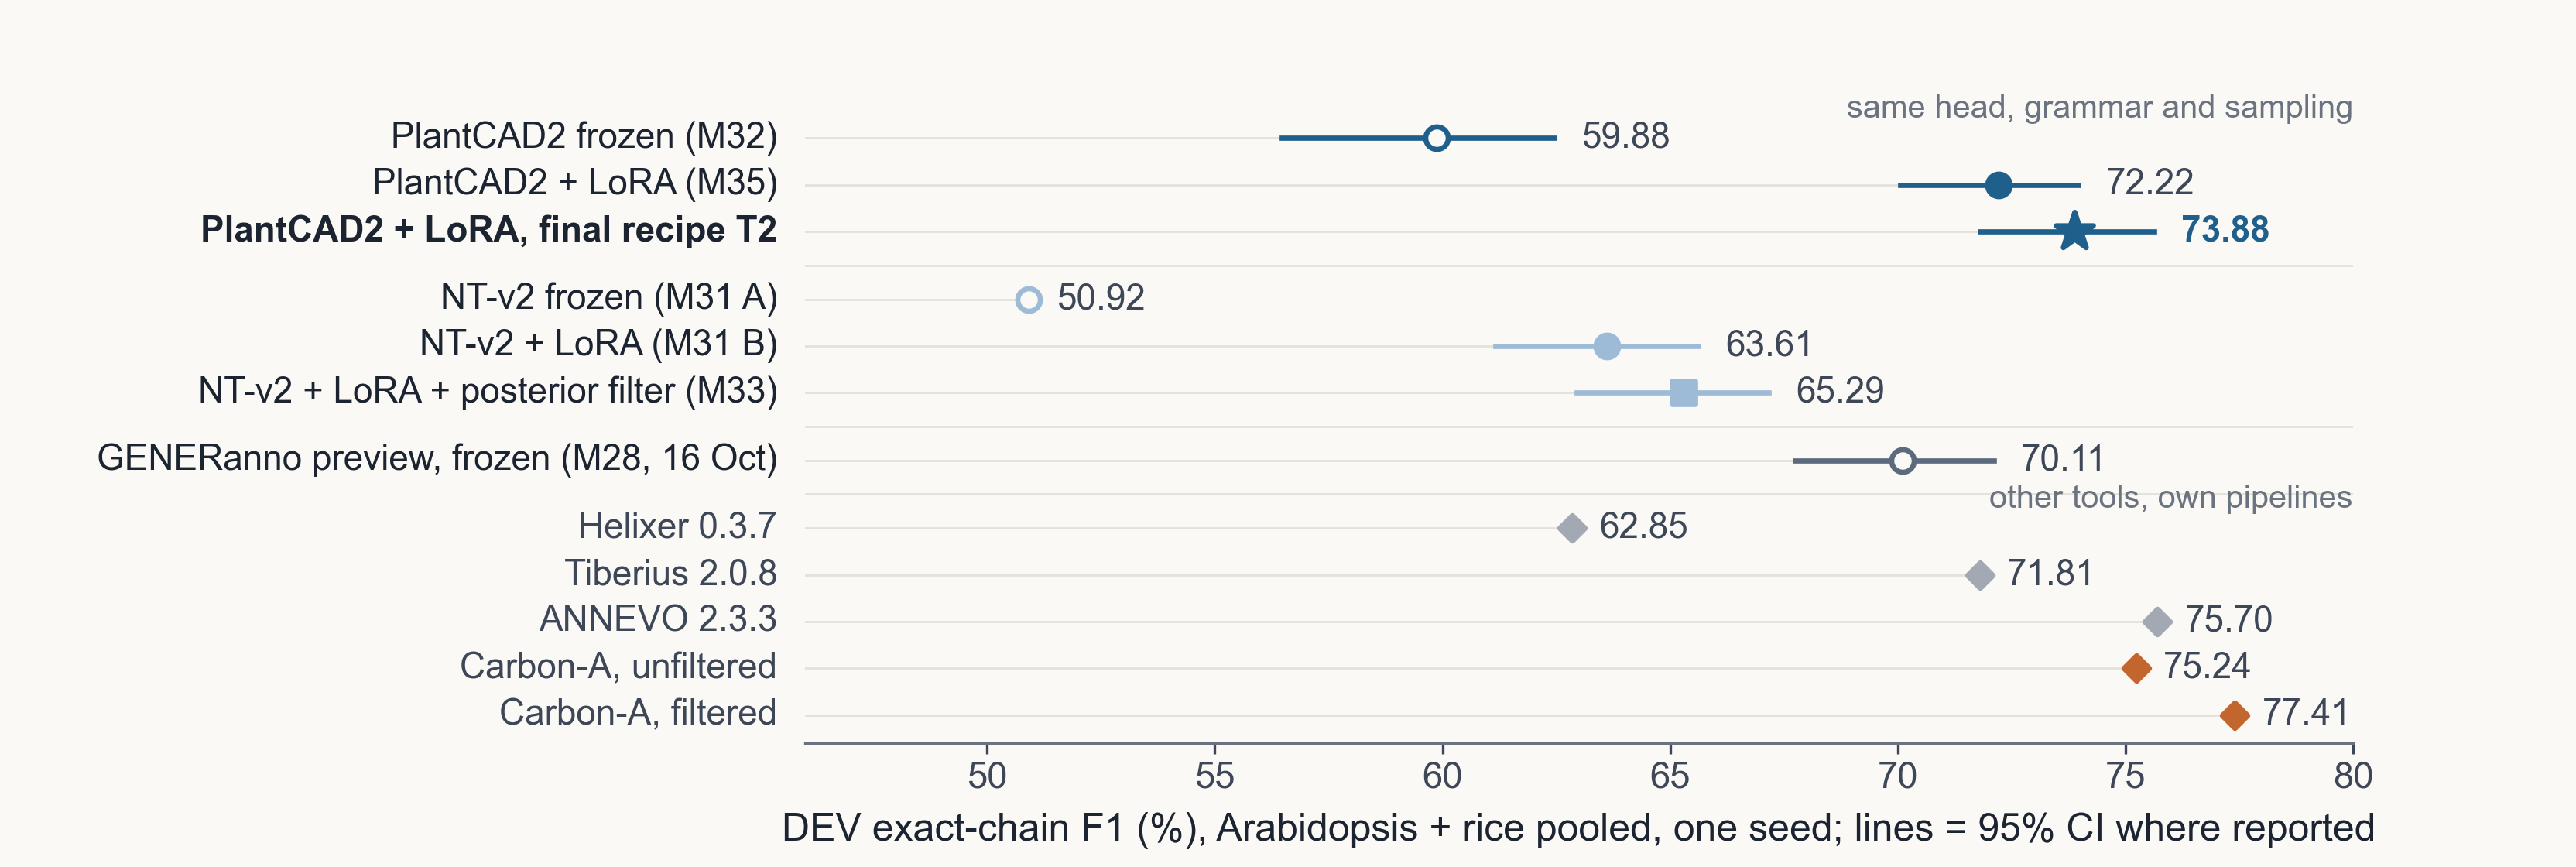 same head, grammar and sampling
PlantCAD2 frozen (M32) 59.88
PlantCAD2 + LoRA (M35) 72.22
PlantCAD2 + LoRA, final recipe T2 73.88
NT-v2 frozen (M31 A) 50.92
NT-v2 + LoRA (M31 B) 63.61
NT-v2 + LoRA + posterior filter (M33) 65.29
GENERanno preview, frozen (M28, 16 Oct) 70.11
other tools, own pipelines
Helixer 0.3.7 62.85
Tiberius 2.0.8 71.81
ANNEVO 2.3.3 75.70
Carbon-A, unfiltered 75.24
Carbon-A, filtered 77.41
50 55 60 65 70 75 80
DEV exact-chain F1 (%), Arabidopsis + rice pooled, one seed; lines = 95% CI where reported